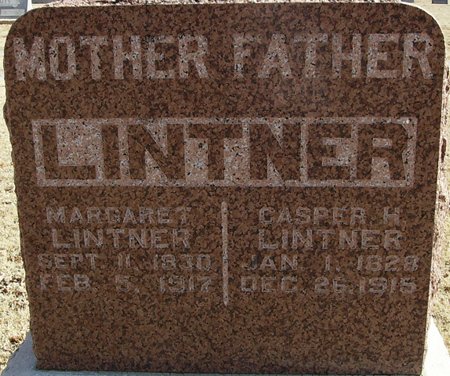 MOTHER FATHER
LINTNER
MARGARET
LINTNER
SEPT. 11, 1830
FEB. 5, 1917
CASPER H.
LINTNER
JAN. 1, 1828
DEC. 26, 1915